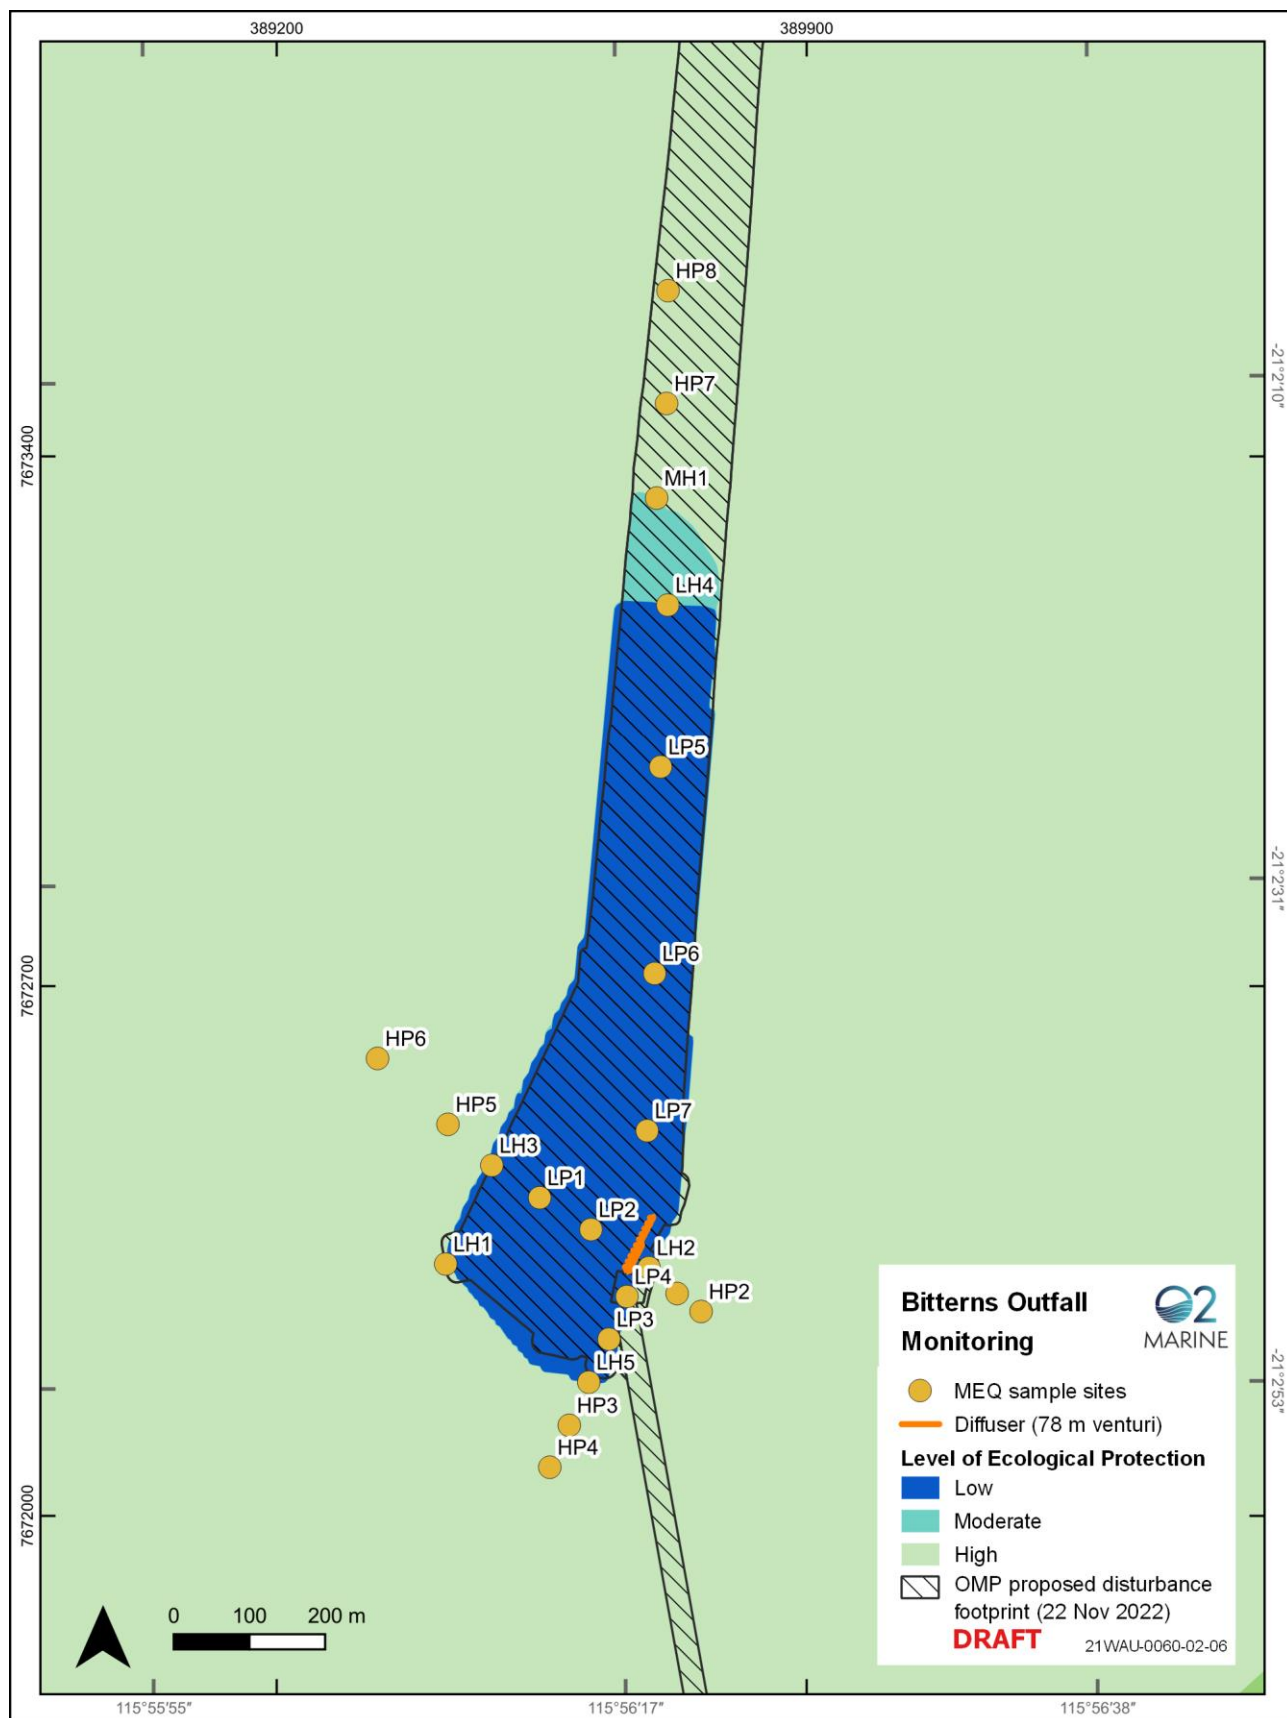 389200
389900
HP8
-21°2'10"
HP7
7673400
MH1
LH4
LP5
-21°2'31"
LP6
7672700
HP6
HP5
LP7
LH3
LP1
LP2
LH1
LH2
LP4
HP2
LP3
LH5
-21°2'53"
HP3
HP4
7672000
Bitterns Outfall
Monitoring
O2
MARINE
MEQ sample sites
Diffuser (78 m venturi)
Level of Ecological Protection
Low
Moderate
High
OMP proposed disturbance
footprint (22 Nov 2022)
DRAFT
21WAU-0060-02-06
0 100 200 m
115°55'55"
115°56'17"
115°56'38"